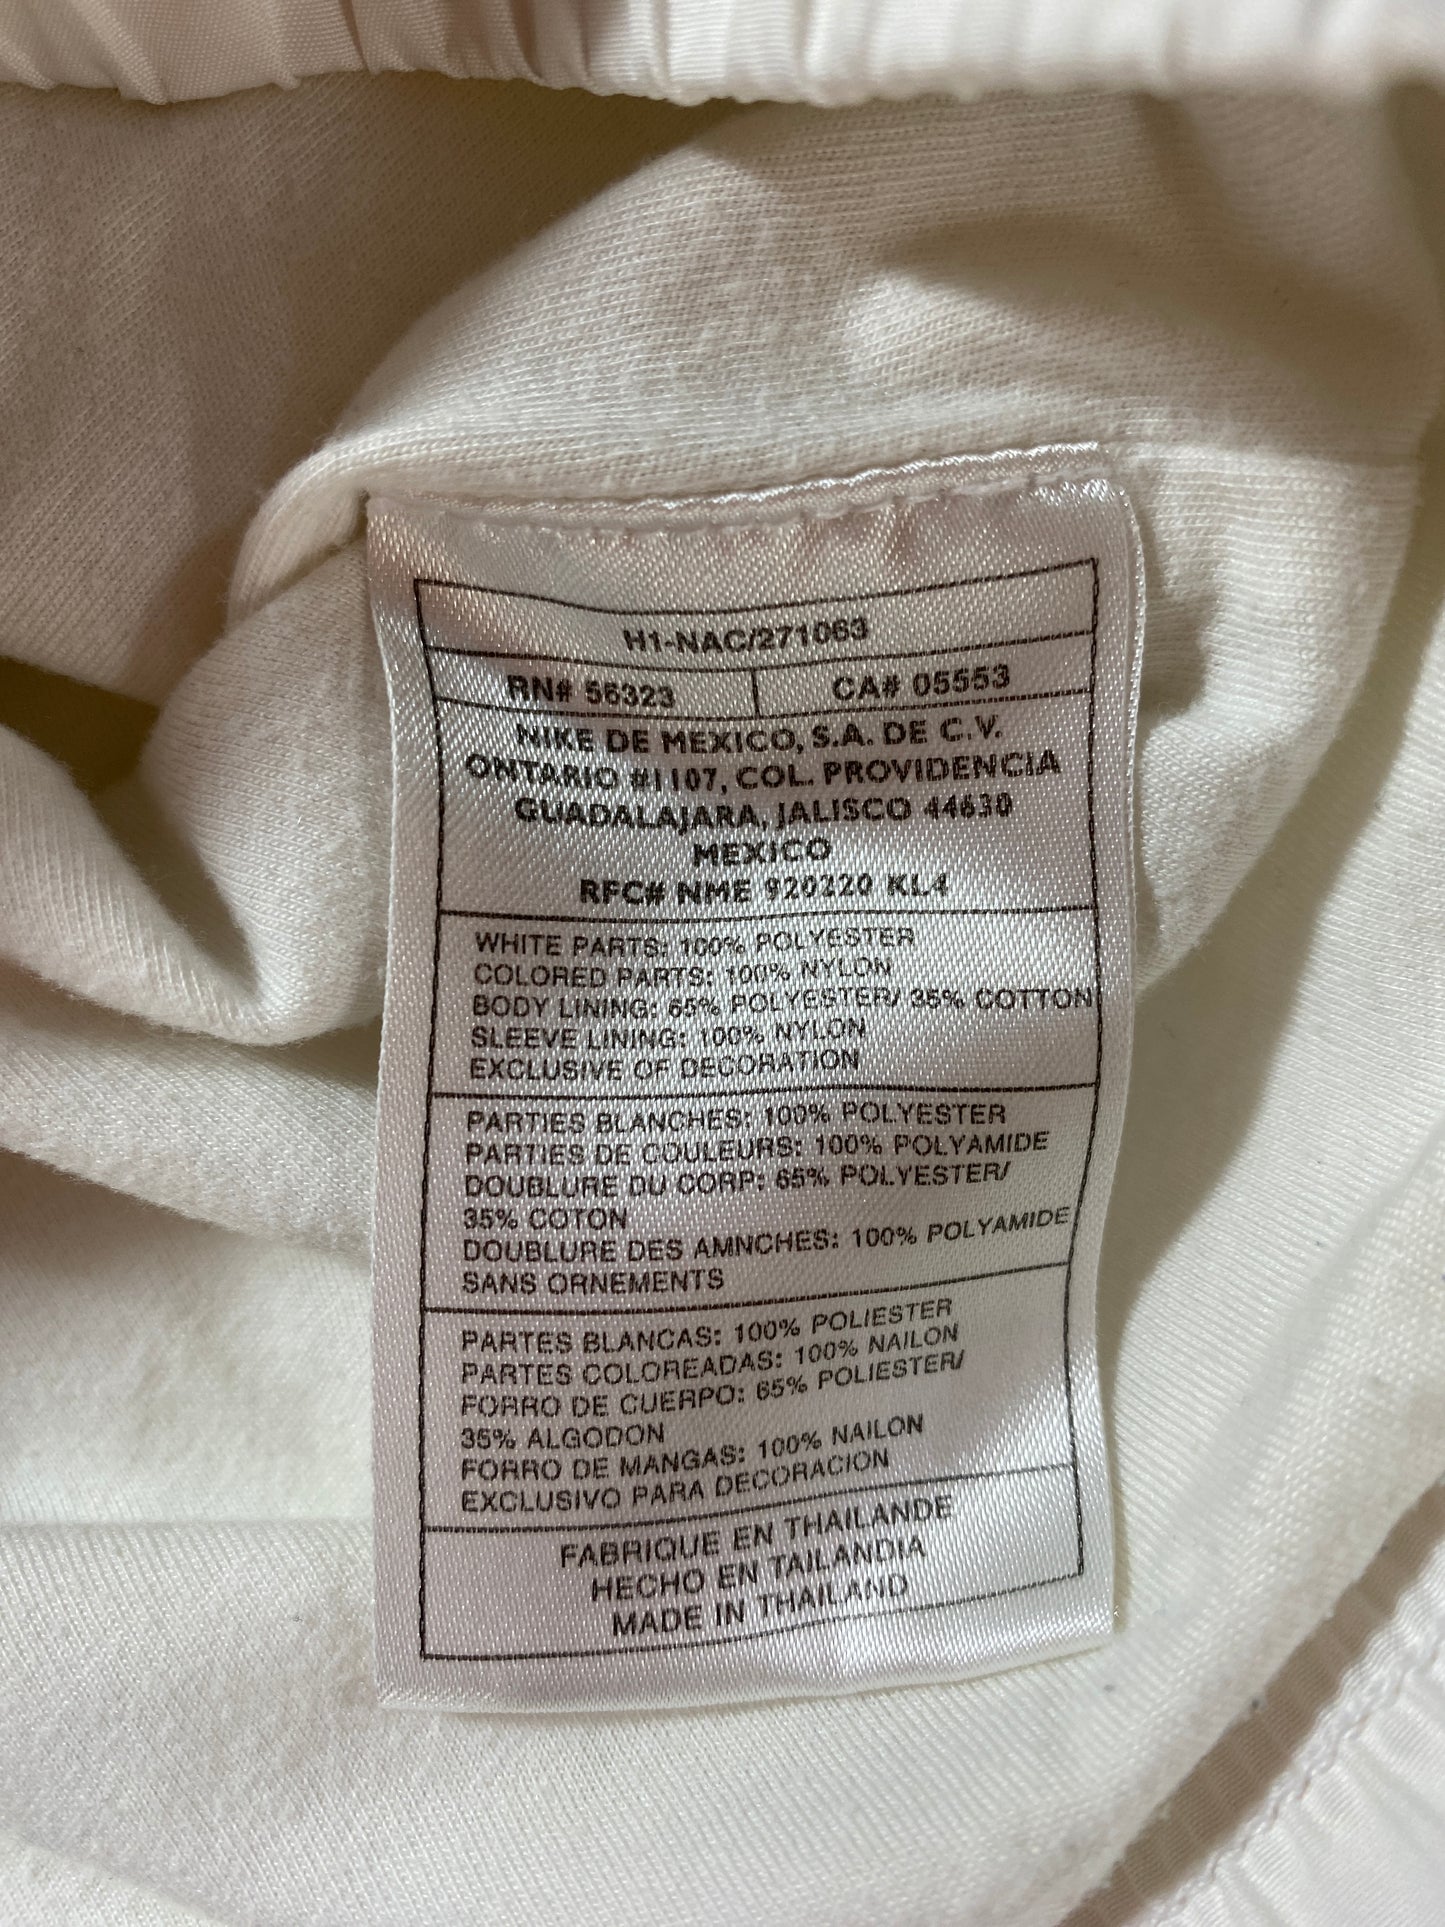 H1-NAC/271063
RN# 56323 CA# 05553
NIKE DE MEXICO, S.A. DE C.V.
ONTARIO #1107, COL. PROVIDENCIA
GUADALAJARA, JALISCO 44630
MEXICO
RFC# NME 920220 KL4
WHITE PARTS: 100% POLYESTER
COLORED PARTS: 100% NYLON
BODY LINING: 65% POLYESTER/ 35% COTTON
SLEEVE LINING: 100% NYLON
EXCLUSIVE OF DECORATION
PARTIES BLANCHES: 100% POLYESTER
PARTIES DE COULEURS: 100% POLYAMIDE
DOUBLURE DU CORP: 65% POLYESTER/
35% COTON
DOUBLURE DES AMNCHES: 100% POLYAMIDE
SANS ORNEMENTS
PARTES BLANCAS: 100% POLIESTER
PARTES COLOREADAS: 100% NAILON
FORRO DE CUERPO: 65% POLIESTER/
35% ALGODON
FORRO DE MANGAS: 100% NAILON
EXCLUSIVO PARA DECORACION
FABRIQUE EN THAILANDE
HECHO EN TAILANDIA
MADE IN THAILAND